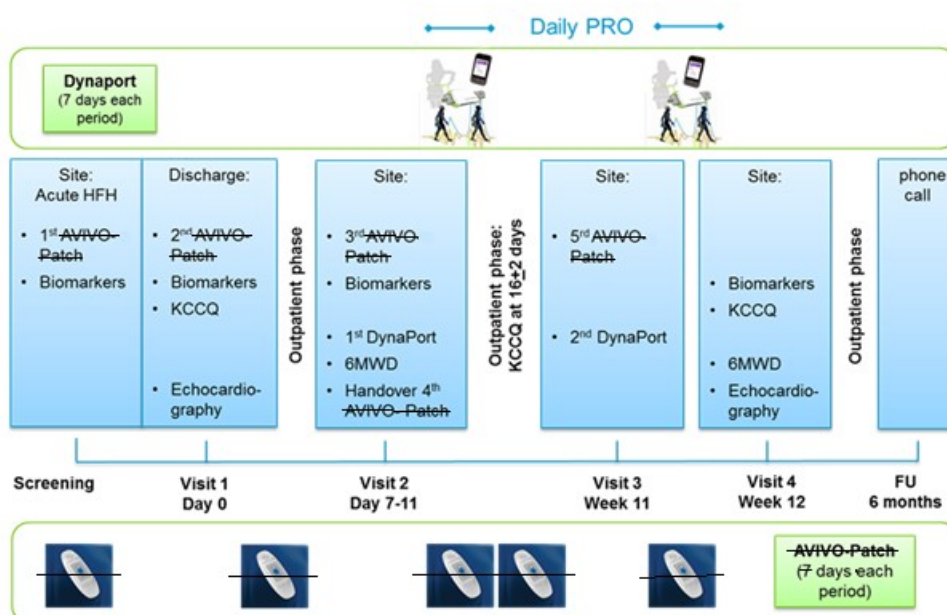 Daily PRO
Dynaport
(7 days each
period)
Site:
Acute HFH
• 1st AVIVO-
Patch
• Biomarkers
Discharge:
• 2nd AVIVO-
Patch
• Biomarkers
• KCCQ
• Echocardio-
graphy
Outpatient phase
Site:
• 3rd AVIVO-
Patch
• Biomarkers
• 1st DynaPort
• 6MWD
• Handover 4th
AVIVO- Patch
Outpatient phase:
KCCQ at 16±2 days
Site:
• 5rd AVIVO-
Patch
• 2nd DynaPort
Site:
• Biomarkers
• KCCQ
• 6MWD
• Echocardio-
graphy
Outpatient phase
phone
call
Screening
Visit 1
Day 0
Visit 2
Day 7-11
Visit 3
Week 11
Visit 4
Week 12
FU
6 months
AVIVO-Patch
(7 days each
period)